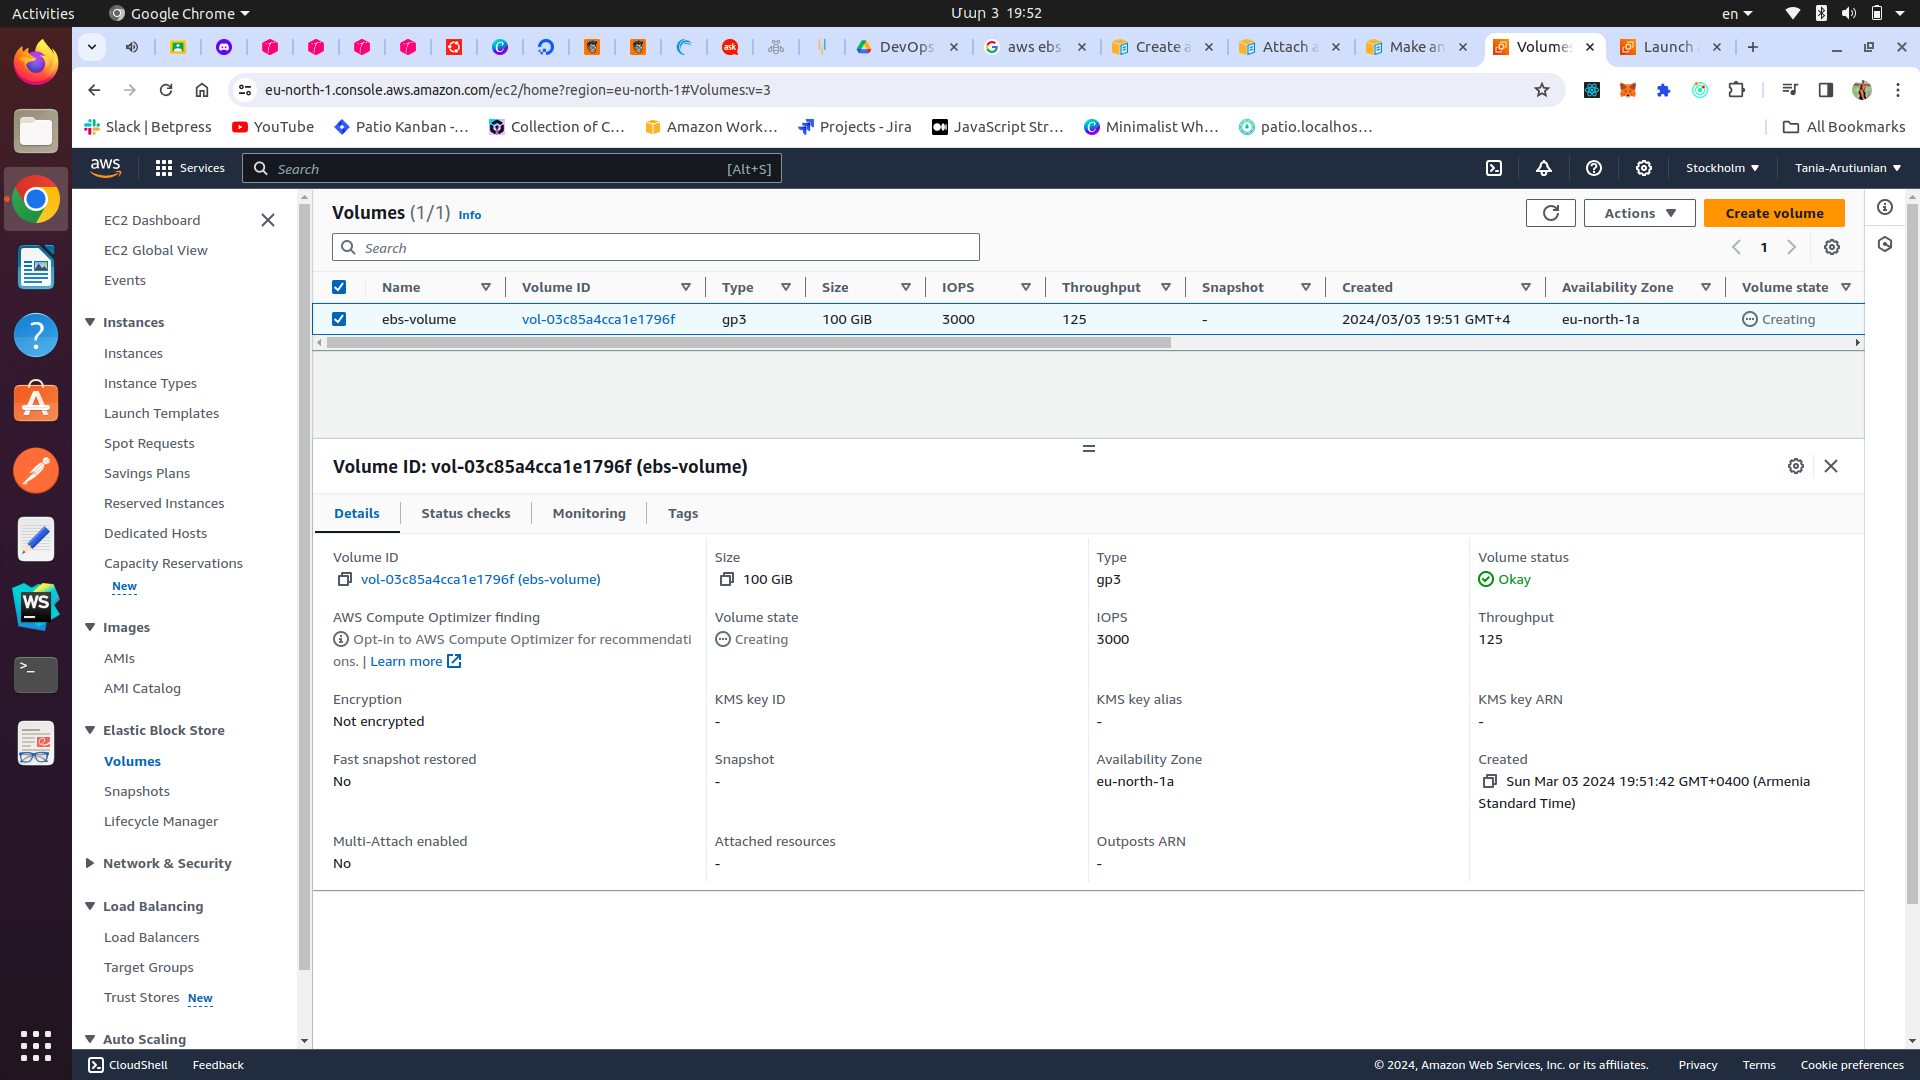 Activities
Google Chrome
Մար 3 19:52
en
DevOps
aws ebs
Create a
Attach a
Make an
Volumes
Launch
eu-north-1.console.aws.amazon.com/ec2/home?region=eu-north-1#Volumes:v=3
Slack | Betpress
YouTube
Patio Kanban -...
Collection of C...
Amazon Work...
Projects - Jira
JavaScript Str...
Minimalist Wh...
patio.localhos...
All Bookmarks
aws
Services
Search
[Alt+S]
Stockholm
Tania-Arutiunian
EC2 Dashboard
EC2 Global View
Events
Instances
Instances
Instance Types
Launch Templates
Spot Requests
Savings Plans
Reserved Instances
Dedicated Hosts
Capacity Reservations
New
Images
AMIs
AMI Catalog
Elastic Block Store
Volumes
Snapshots
Lifecycle Manager
Network & Security
Load Balancing
Load Balancers
Target Groups
Trust Stores New
Auto Scaling
Volumes (1/1) Info
Actions
Create volume
Search
1
Name Volume ID Type Size IOPS Throughput Snapshot Created Availability Zone Volume state
ebs-volume vol-03c85a4cca1e1796f gp3 100 GiB 3000 125 - 2024/03/03 19:51 GMT+4 eu-north-1a Creating
Volume ID: vol-03c85a4cca1e1796f (ebs-volume)
Details
Status checks
Monitoring
Tags
Volume ID
vol-03c85a4cca1e1796f (ebs-volume)
Size
100 GiB
Type
gp3
Volume status
Okay
AWS Compute Optimizer finding
Opt-in to AWS Compute Optimizer for recommendati
ons. | Learn more
Volume state
Creating
IOPS
3000
Throughput
125
Encryption
Not encrypted
KMS key ID
-
KMS key alias
-
KMS key ARN
-
Fast snapshot restored
No
Snapshot
-
Availability Zone
eu-north-1a
Created
Sun Mar 03 2024 19:51:42 GMT+0400 (Armenia
Standard Time)
Multi-Attach enabled
No
Attached resources
-
Outposts ARN
-
CloudShell
Feedback
© 2024, Amazon Web Services, Inc. or its affiliates.
Privacy
Terms
Cookie preferences
ask
WS